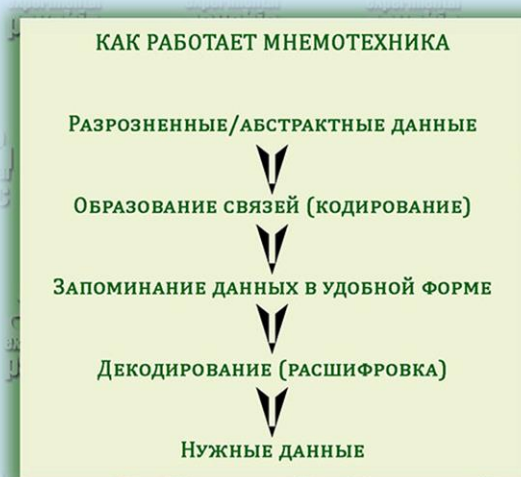 КАК РАБОТАЕТ МНЕМОТЕХНИКА
РАЗРОЗНЕННЫЕ/АБСТРАКТНЫЕ ДАННЫЕ
ОБРАЗОВАНИЕ СВЯЗЕЙ (КОДИРОВАНИЕ)
ЗАПОМИНАНИЕ ДАННЫХ В УДОБНОЙ ФОРМЕ
ДЕКОДИРОВАНИЕ (РАСШИФРОВКА)
НУЖНЫЕ ДАННЫЕ